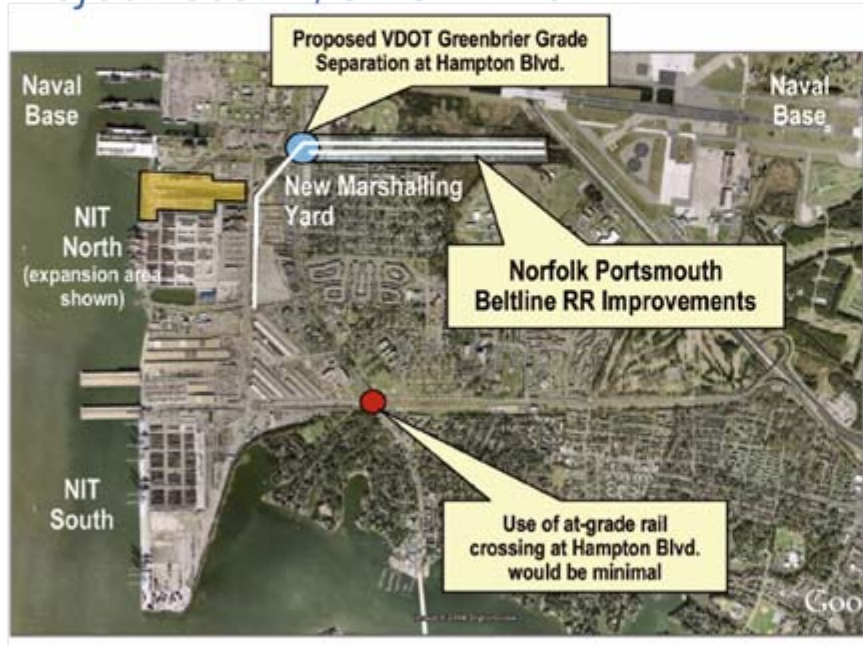 Proposed VDOT Greenbrier Grade
Separation at Hampton Blvd.
Naval
Base
Naval
Base
New Marshalling
Yard
NIT
North
(expansion area
shown)
Norfolk Portsmouth
Beltline RR Improvements
NIT
South
Use of at-grade rail
crossing at Hampton Blvd.
would be minimal
Goo